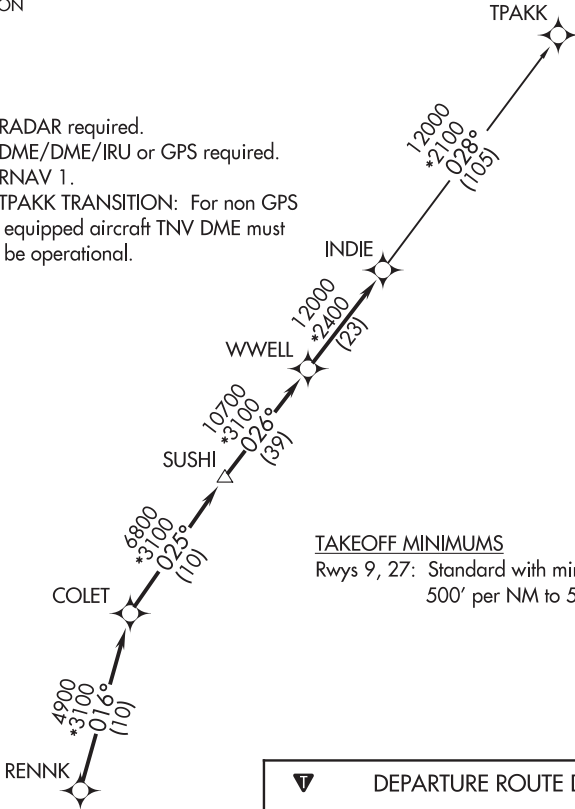 ON
TPAKK
RADAR required.
DME/DME/IRU or GPS required.
RNAV 1.
TPAKK TRANSITION: For non GPS
equipped aircraft TNV DME must
be operational.
12000
*2100
028°
(105)
INDIE
12000
*2400
(23)
WWELL
10700
*3100
026°
(39)
SUSHI
6800
*3100
025°
(10)
TAKEOFF MINIMUMS
Rwys 9, 27: Standard with min
500' per NM to 5
COLET
4900
*3100
016°
(10)
RENNK
T DEPARTURE ROUTE D